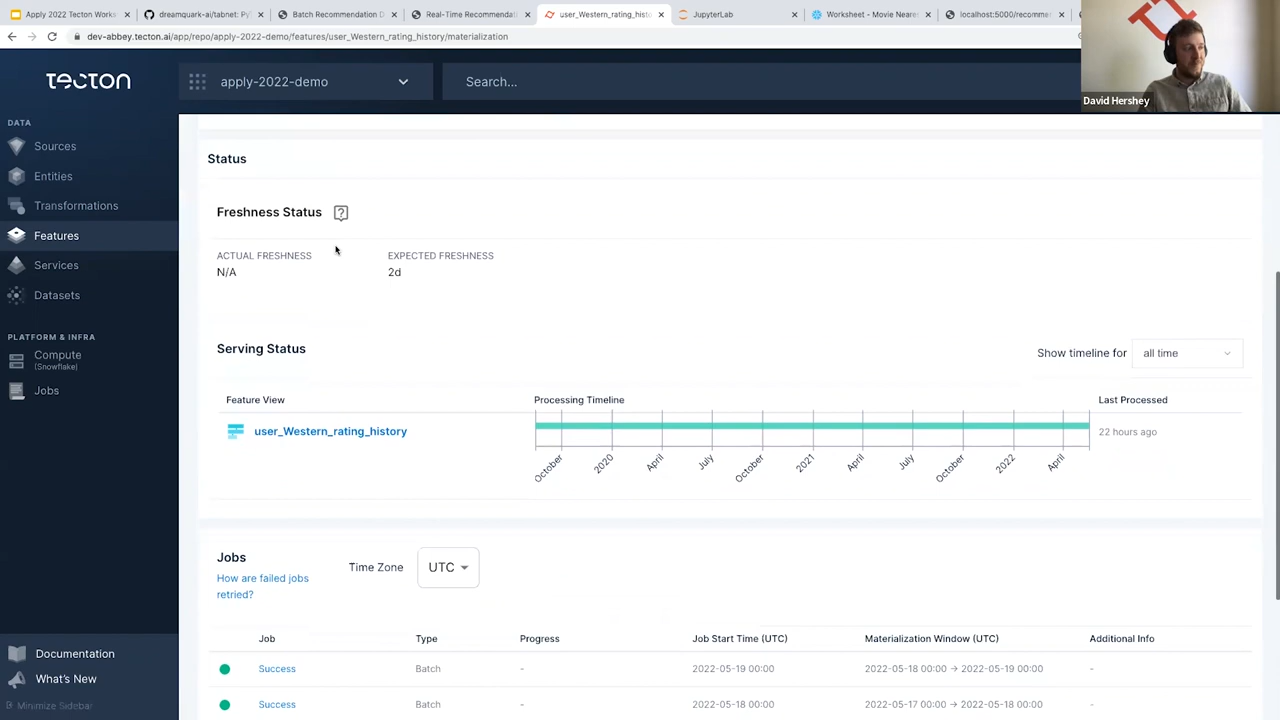 Apply 2022 Tecton Works
dreamquark-ai/tabnet: Py
Batch Recommendation D
Real-Time Recommendat
user_Western_rating_histo
JupyterLab
Worksheet - Movie Neares
localhost:5000/recomme
dev-abbey.tecton.ai/app/repo/apply-2022-demo/features/user_Western_rating_history/materialization
David Hershey
TECTON
apply-2022-demo
Search...
DATA
Sources
Entities
Transformations
Features
Services
Datasets
PLATFORM & INFRA
Compute
(Snowflake)
Jobs
Documentation
What's New
Minimize Sidebar
Status
Freshness Status
?
ACTUAL FRESHNESS
EXPECTED FRESHNESS
N/A
2d
Serving Status
Show timeline for
all time
Feature View
Processing Timeline
Last Processed
user_Western_rating_history
22 hours ago
October
2020
April
July
October
2021
April
July
October
2022
April
Jobs
How are failed jobs
retried?
Time Zone
UTC
Job
Type
Progress
Job Start Time (UTC)
Materialization Window (UTC)
Additional Info
Success
Batch
-
2022-05-19 00:00
2022-05-18 00:00 → 2022-05-19 00:00
-
Success
Batch
-
2022-05-18 00:00
2022-05-17 00:00 → 2022-05-18 00:00
-